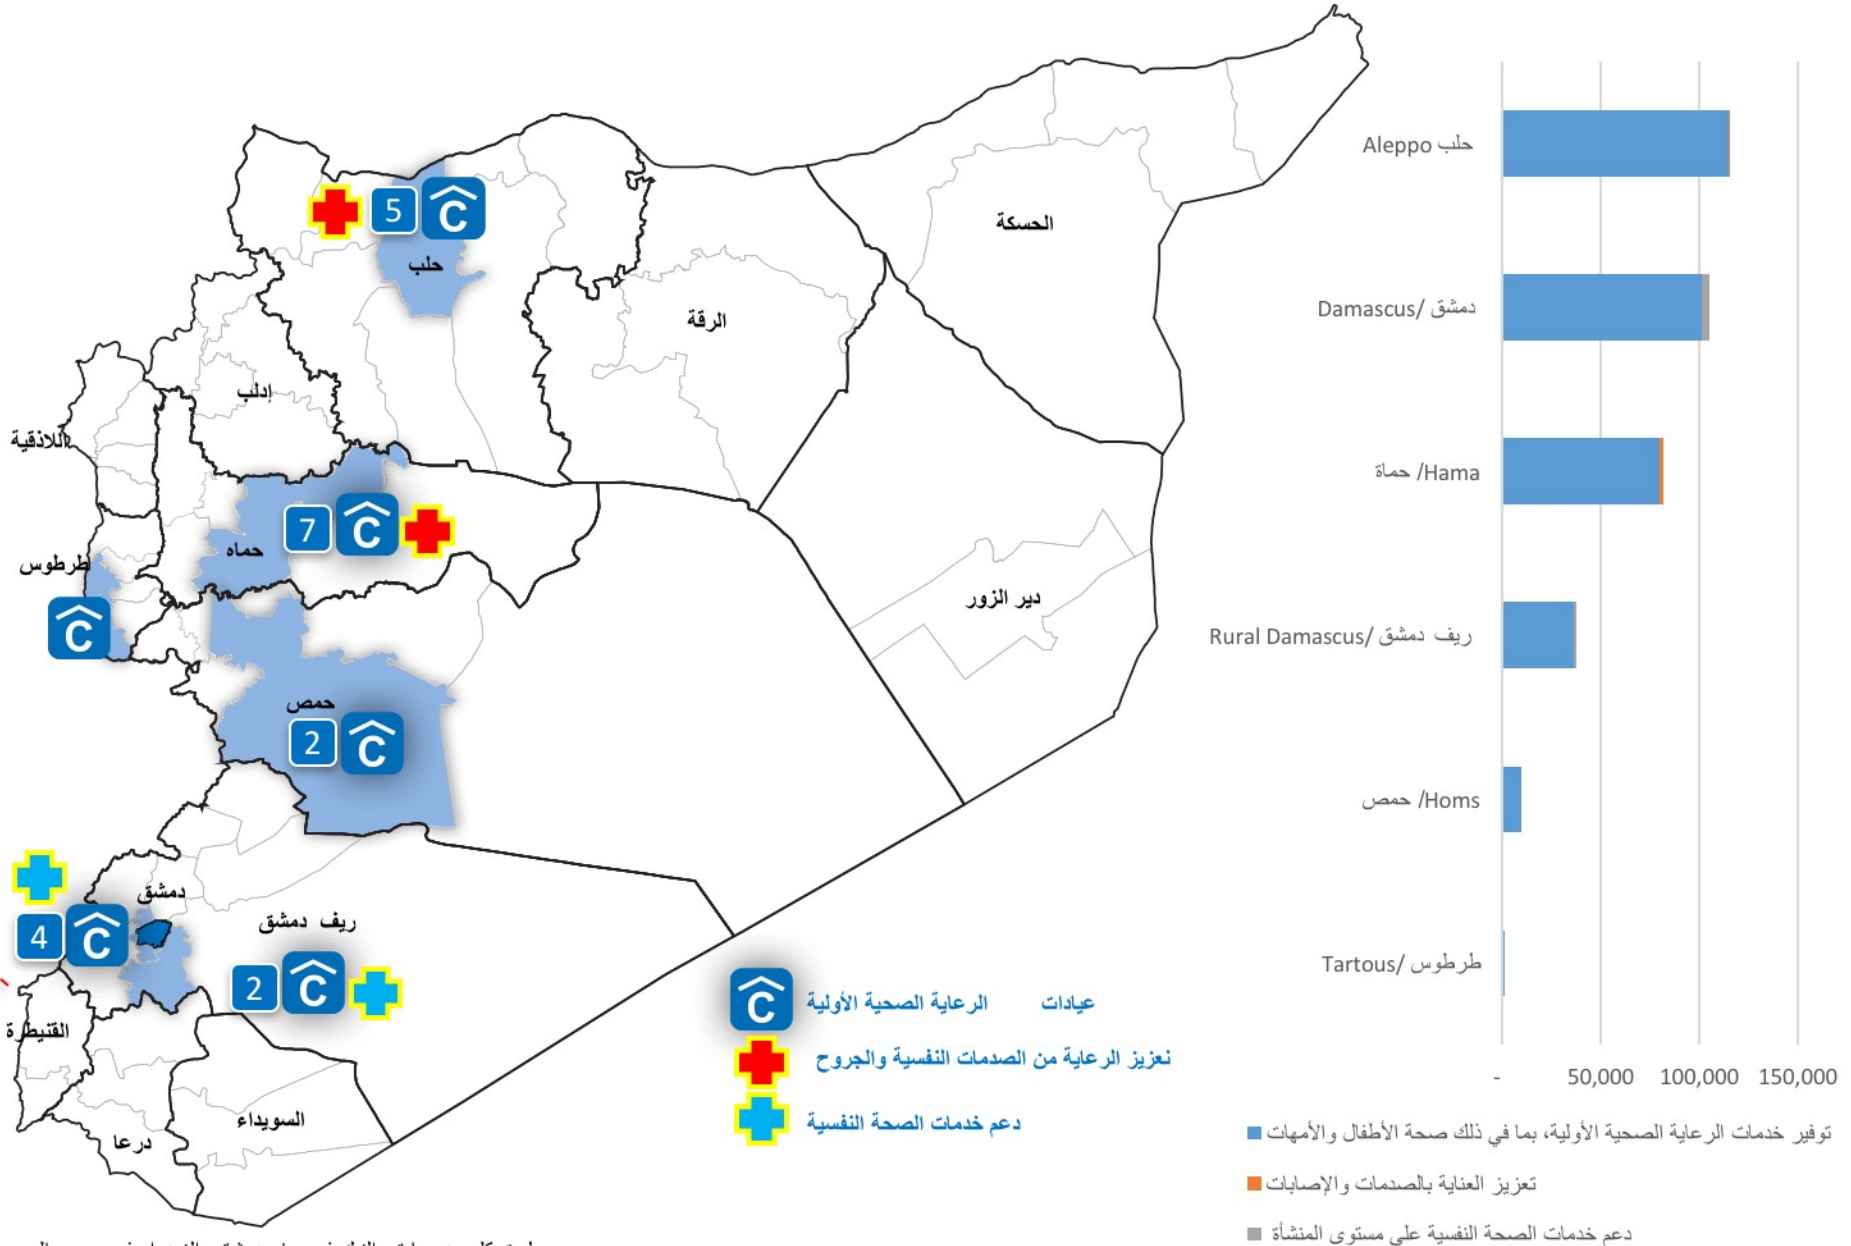 حلب Aleppo
الحسكة
5
حلب
الرقة
دمشق /Damascus
إدلب
اللاذقية
حماة /Hama
7
حماه
طرطوس
دير الزور
ريف دمشق /Rural Damascus
حمص
2
حمص /Homs
دمشق
ريف دمشق
4
2
طرطوس /Tartous
عيادات الرعاية الصحية الأولية
القنيطرة
نعزيز الرعاية من الصدمات النفسية والجروح
- 50,000 100,000 150,000
السويداء
دعم خدمات الصحة النفسية
درعا
توفير خدمات الرعاية الصحية الأولية، بما في ذلك صحة الأطفال والأمهات
تعزيز العناية بالصدمات والإصابات
دعم خدمات الصحة النفسية على مستوى المنشأة